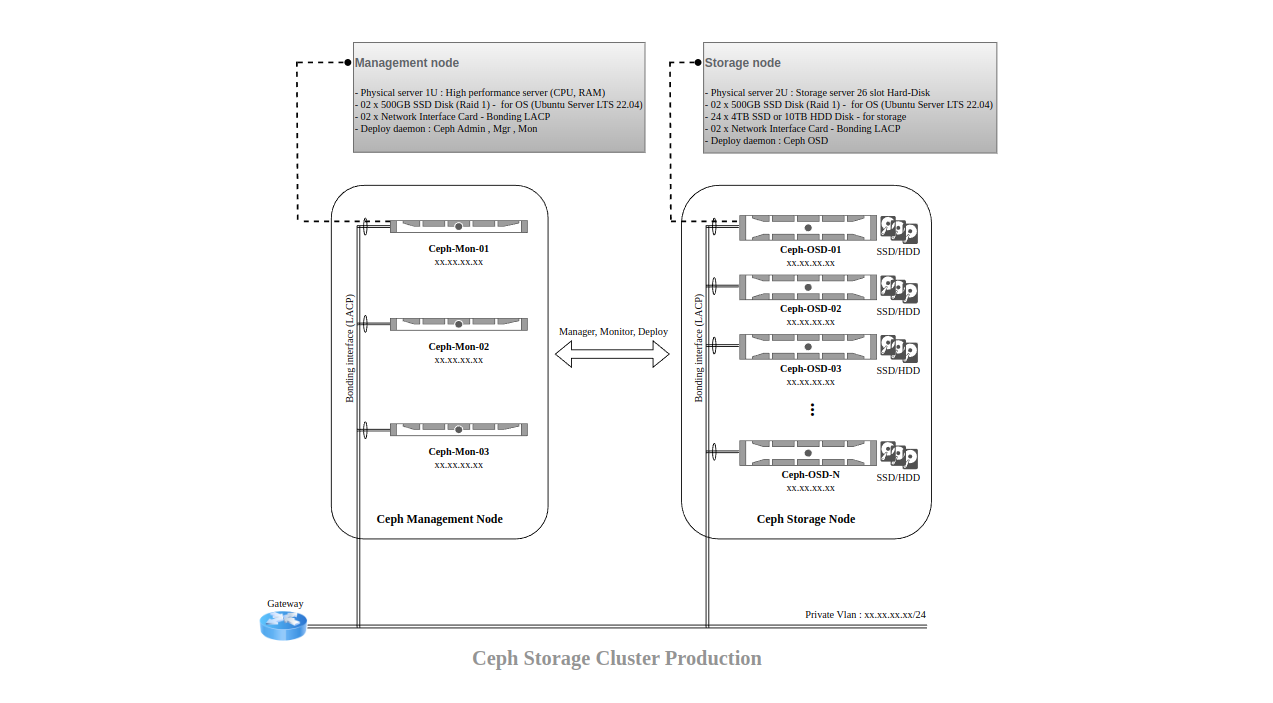 Management node
- Physical server 1U : High performance server (CPU, RAM)
- 02 x 500GB SSD Disk (Raid 1) -  for OS (Ubuntu Server LTS 22.04)
- 02 x Network Interface Card - Bonding LACP
- Deploy daemon : Ceph Admin , Mgr , Mon
Storage node
- Physical server 2U : Storage server 26 slot Hard-Disk
- 02 x 500GB SSD Disk (Raid 1) -  for OS (Ubuntu Server LTS 22.04)
- 24 x 4TB SSD or 10TB HDD Disk - for storage
- 02 x Network Interface Card - Bonding LACP
- Deploy daemon : Ceph OSD
Bonding interface (LACP)
Ceph-Mon-01
xx.xx.xx.xx
Ceph-Mon-02
xx.xx.xx.xx
Ceph-Mon-03
xx.xx.xx.xx
Ceph Management Node
Manager, Monitor, Deploy
Bonding interface (LACP)
Ceph-OSD-01
xx.xx.xx.xx
SSD/HDD
Ceph-OSD-02
xx.xx.xx.xx
SSD/HDD
Ceph-OSD-03
xx.xx.xx.xx
SSD/HDD
Ceph-OSD-N
xx.xx.xx.xx
SSD/HDD
Ceph Storage Node
Gateway
Private Vlan : xx.xx.xx.xx/24
Ceph Storage Cluster Production